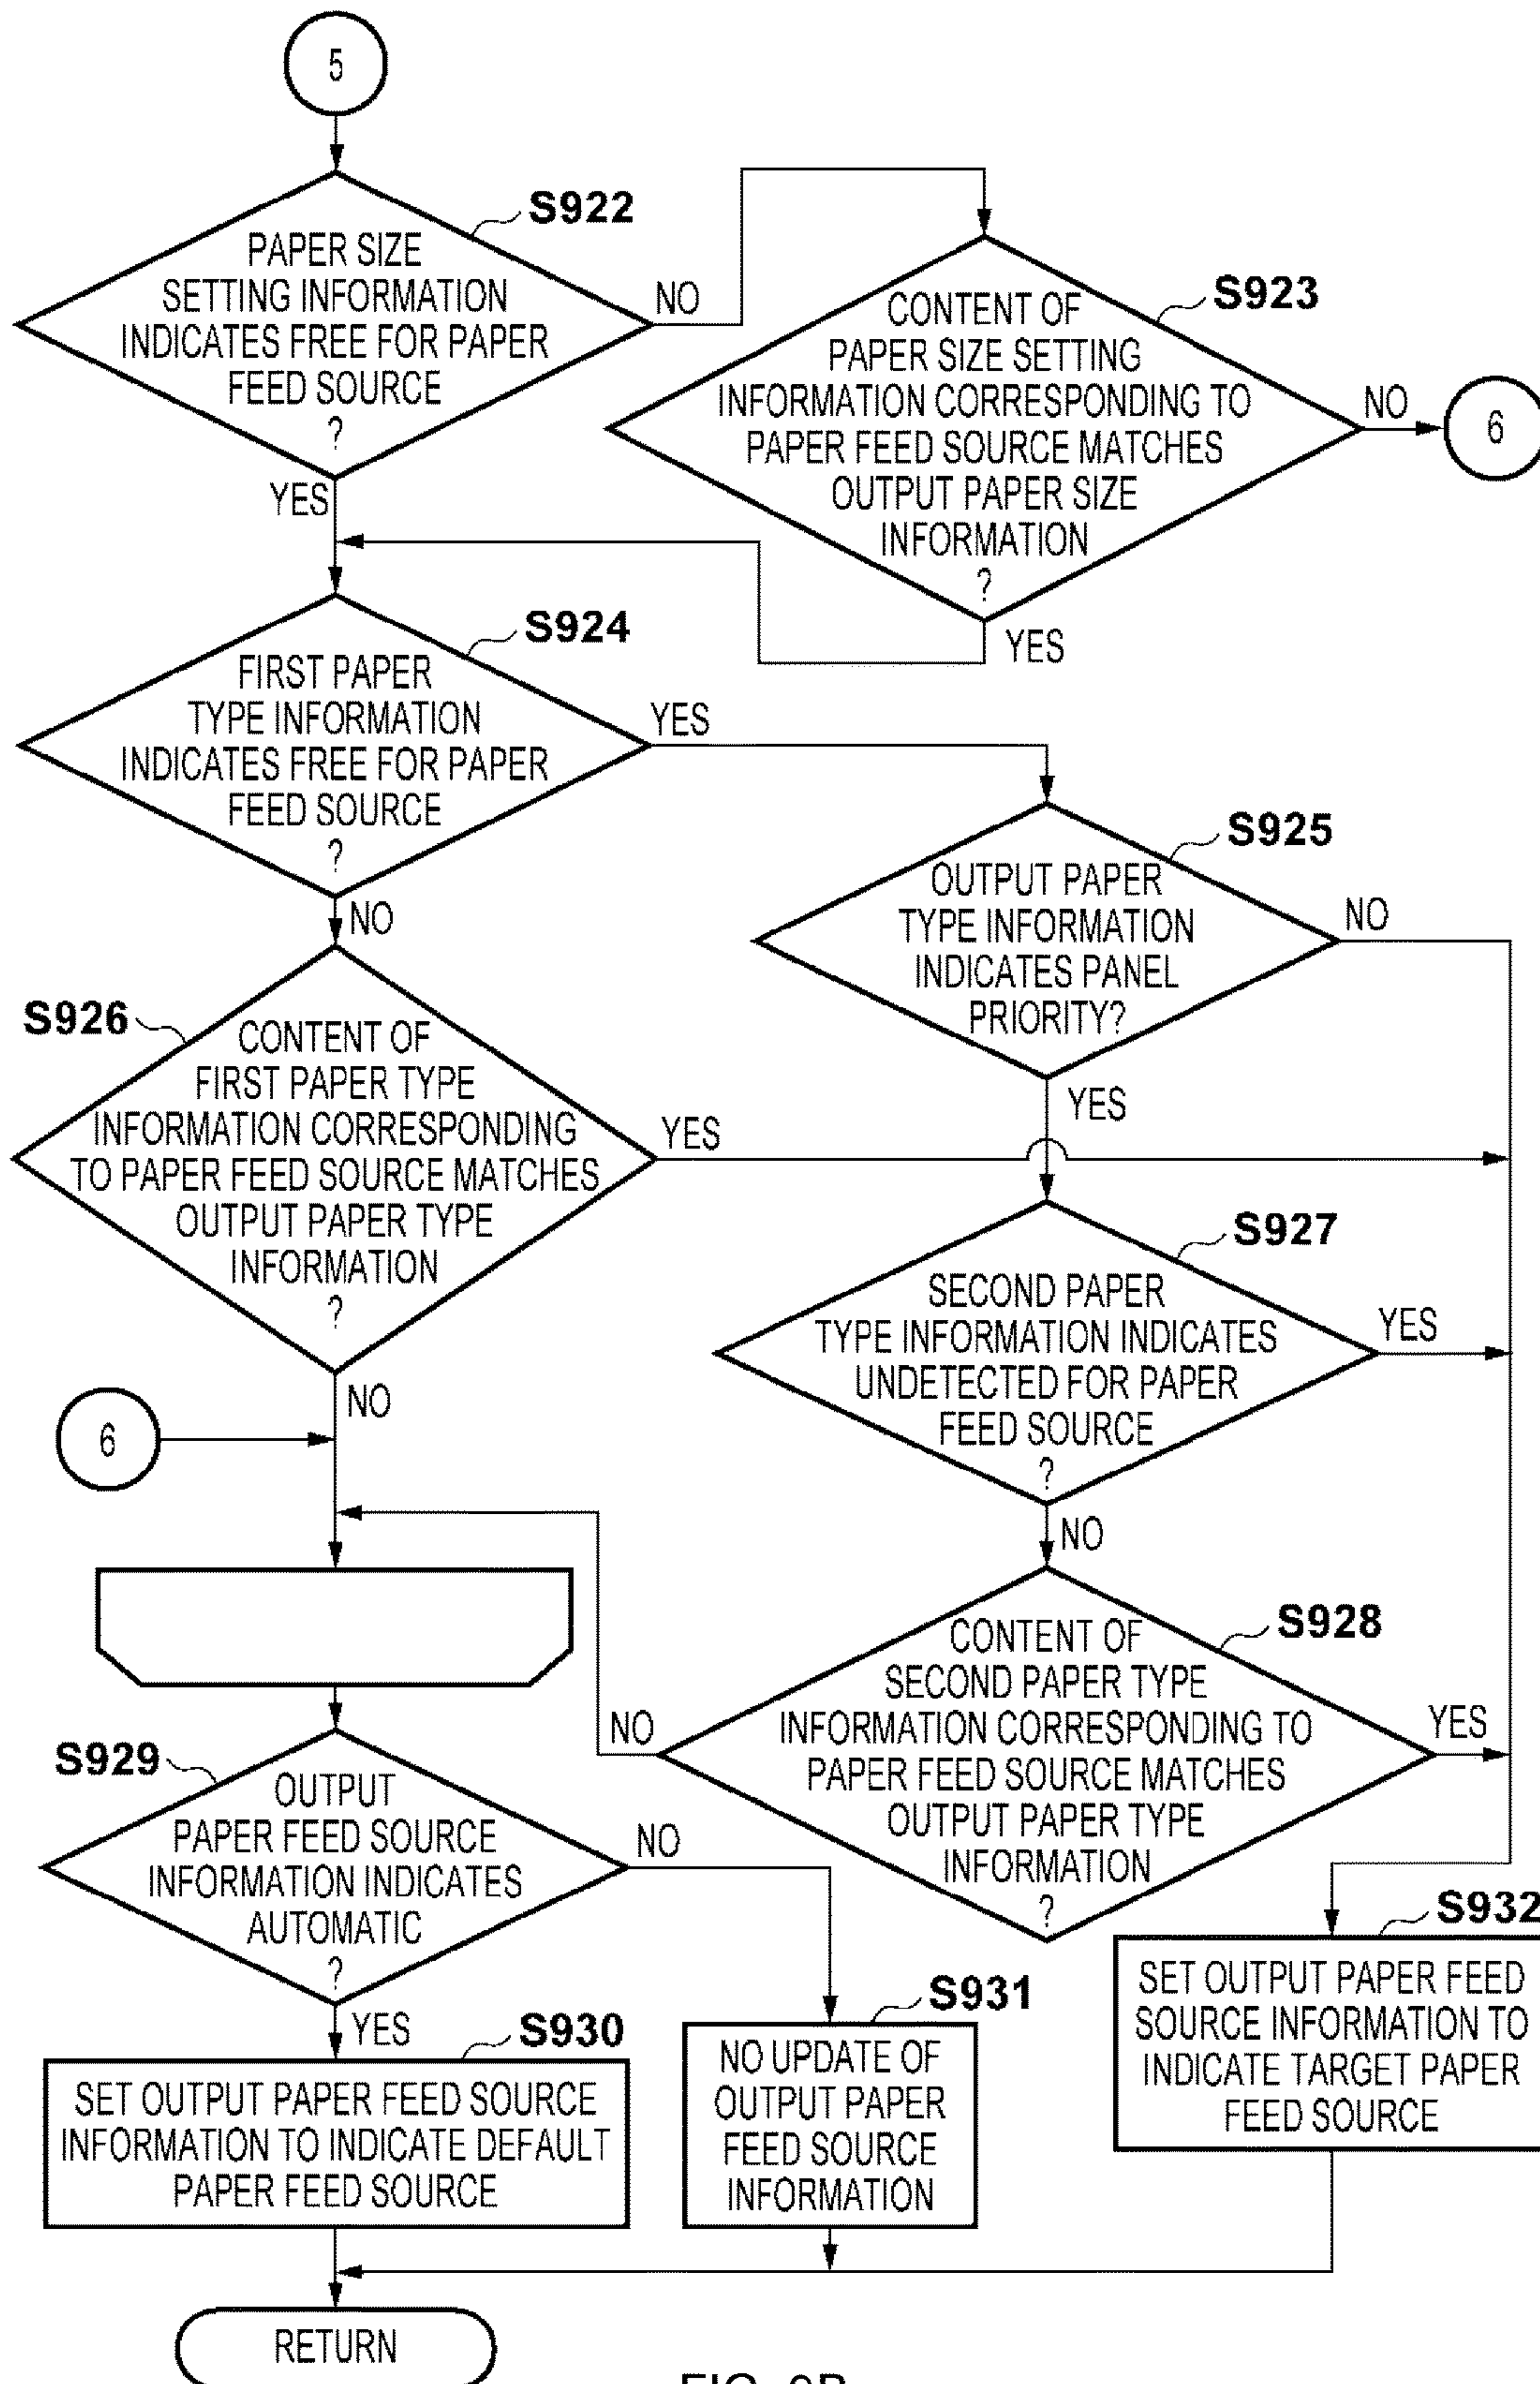 5
S922
PAPER SIZE
SETTING INFORMATION
INDICATES FREE FOR PAPER
FEED SOURCE
?
NO
YES
S923
CONTENT OF
PAPER SIZE SETTING
INFORMATION CORRESPONDING TO
PAPER FEED SOURCE MATCHES
OUTPUT PAPER SIZE
INFORMATION
?
NO
6
YES
S924
FIRST PAPER
TYPE INFORMATION
INDICATES FREE FOR PAPER
FEED SOURCE
?
YES
NO
S925
OUTPUT PAPER
TYPE INFORMATION
INDICATES PANEL
PRIORITY?
NO
YES
S926
CONTENT OF
FIRST PAPER TYPE
INFORMATION CORRESPONDING
TO PAPER FEED SOURCE MATCHES
OUTPUT PAPER TYPE
INFORMATION
?
YES
NO
S927
SECOND PAPER
TYPE INFORMATION INDICATES
UNDETECTED FOR PAPER
FEED SOURCE
?
YES
NO
6
S928
CONTENT OF
SECOND PAPER TYPE
INFORMATION CORRESPONDING TO
PAPER FEED SOURCE MATCHES
OUTPUT PAPER TYPE
INFORMATION
?
NO
YES
S929
OUTPUT
PAPER FEED SOURCE
INFORMATION INDICATES
AUTOMATIC
?
NO
YES
S930
SET OUTPUT PAPER FEED SOURCE
INFORMATION TO INDICATE DEFAULT
PAPER FEED SOURCE
S931
NO UPDATE OF
OUTPUT PAPER
FEED SOURCE
INFORMATION
S932
SET OUTPUT PAPER FEED
SOURCE INFORMATION TO
INDICATE TARGET PAPER
FEED SOURCE
RETURN